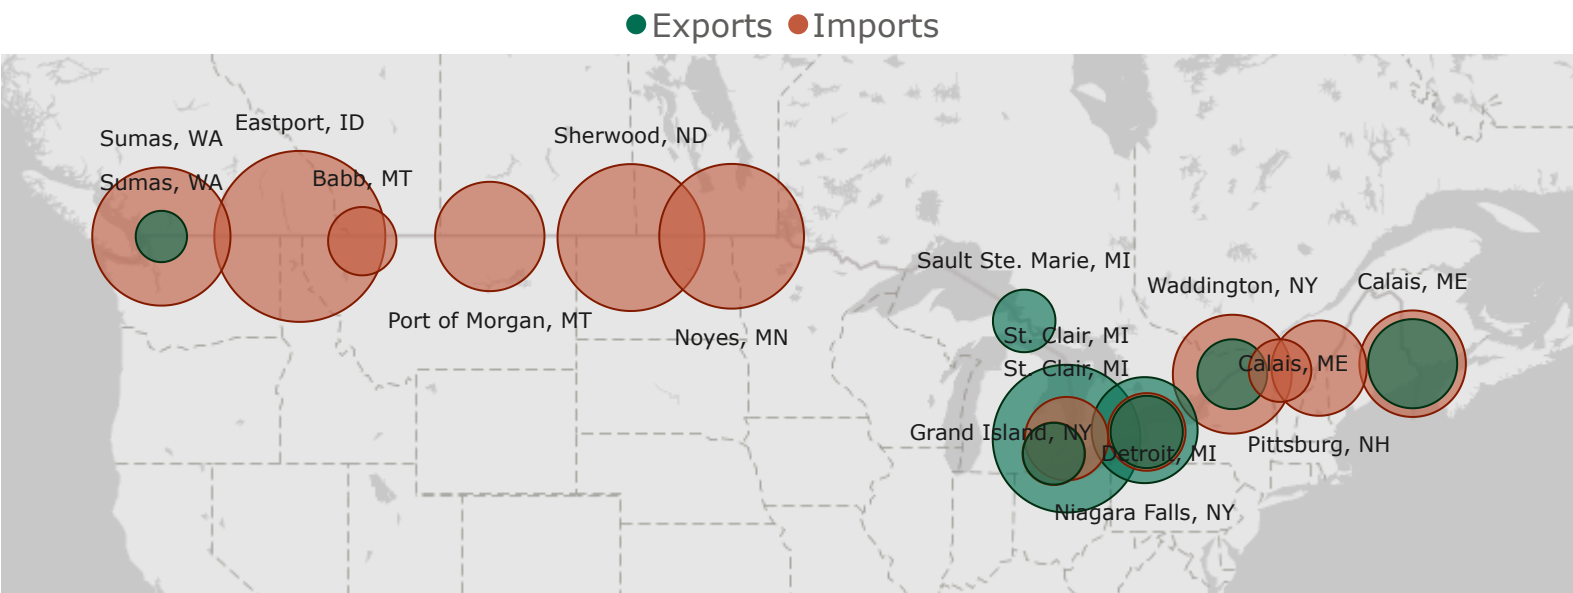 Exports Imports
Eastport, ID
Sumas, WA
Sherwood, ND
Babb, MT
Sumas, WA
Sault Ste. Marie, MI
Calais, ME
Waddington, NY
Port of Morgan, MT
Noyes, MN
St. Clair, MI
Calais, ME
St. Clair, MI
Grand Island, NY
Pittsburg, NH
Detroit, MI
Niagara Falls, NY